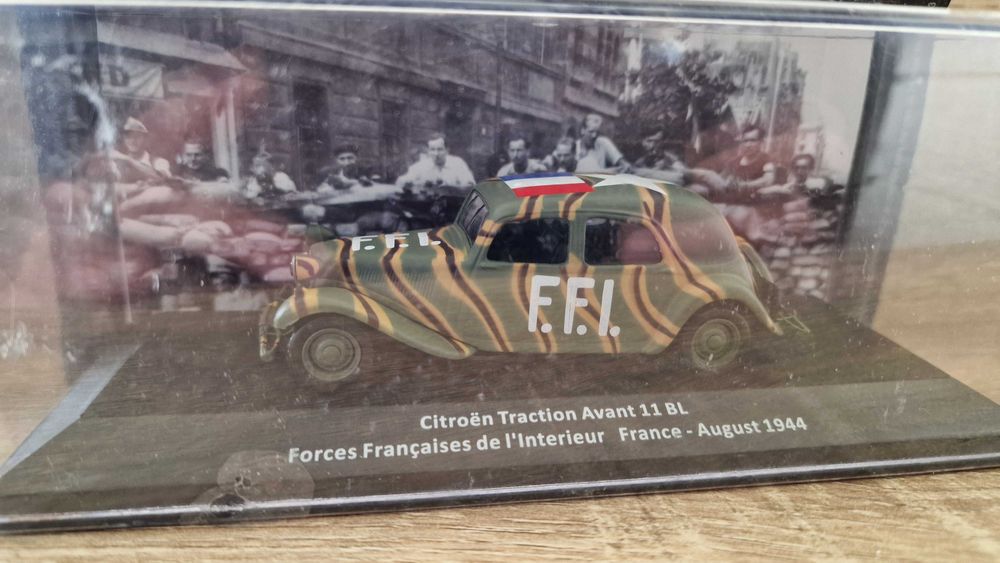 F.F.I.
F.F.I.
Citroën Traction Avant 11 BL
Forces Françaises de l'Interieur France - August 1944